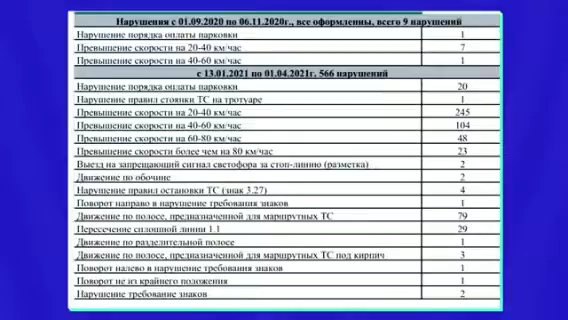 Нарушения с 01.09.2020 по 06.11.2020г., все оформлены, всего 9 нарушений
Нарушение порядка оплаты парковки 1
Превышение скорости на 20-40 км/час 7
Превышение скорости на 40-60 км/час 1
с 13.01.2021 по 01.04.2021г. 566 нарушений
Нарушение порядка оплаты парковки 20
Нарушение правил стоянки ТС на тротуаре 1
Превышение скорости на 20-40 км/час 245
Превышение скорости на 40-60 км/час 104
Превышение скорости на 60-80 км/час 48
Превышение скорости более чем на 80 км/час 23
Выезд на запрещающий сигнал светофора за стоп-линию (разметка) 2
Движение по обочине 2
Нарушение правил остановки ТС (знак 3.27) 4
Поворот направо в нарушение требования знаков 1
Движение по полосе, предназначенной для маршрутных ТС 79
Пересечение сплошной линии 1.1 29
Движение по разделительной полосе 1
Движение по полосе, предназначенной для маршрутных ТС под кирпич 3
Поворот налево в нарушение требования знаков 1
Поворот не из крайнего положения 1
Нарушение требование знаков 2